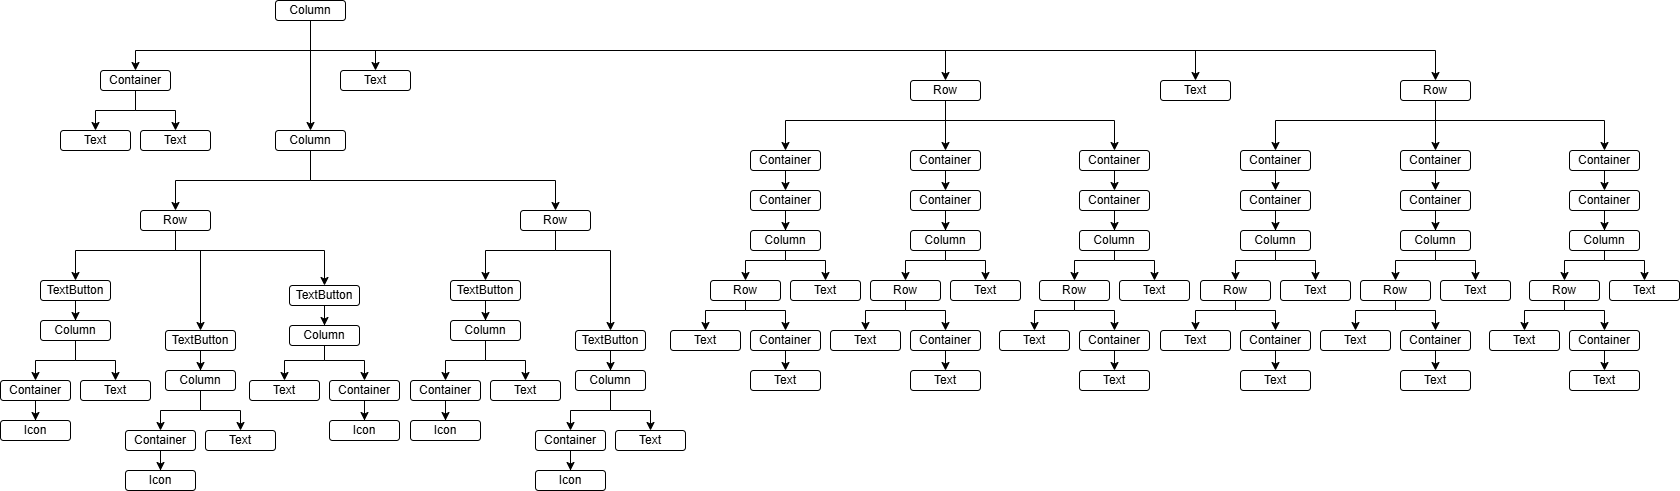 Column
Container Text Row Text Row
Text Text Column
Container Container Container Container Container Container
Container Container Container Container Container Container
Row Row Column Column Column Column Column Column
TextButton TextButton TextButton Row Text Row Text Row Text Row Text Row Text Row Text
Column Column Column
TextButton TextButton Text Container Text Container Text Container Text Container Text Container Text Container
Column Column Text Text Text Text Text Text
Container Text Text Container Container Text
Icon Icon Icon
Container Text Container Text
Icon Icon